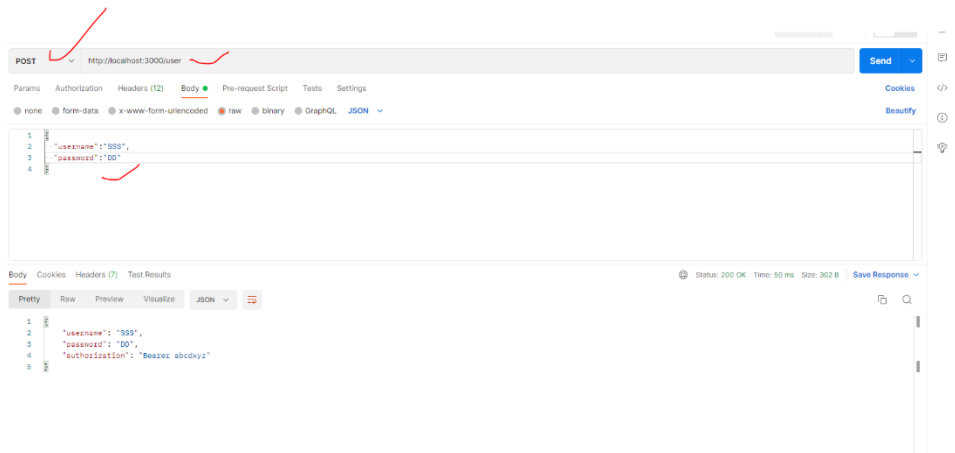 POST http://localhost:3000/user Send
Params Authorization Headers (12) Body Pre-request Script Tests Settings Cookies
none form-data x-www-form-urlencoded raw binary GraphQL JSON Beautify
1 {
2 "username":"SSS",
3 "password":"DD"
4 }
Body Cookies Headers (7) Test Results Status: 200 OK Time: 50 ms Size: 302 B Save Response
Pretty Raw Preview Visualize JSON
1 {
2 "username": "SSS",
3 "password": "DD",
4 "authorization": "Bearer abcdxyz"
5 }